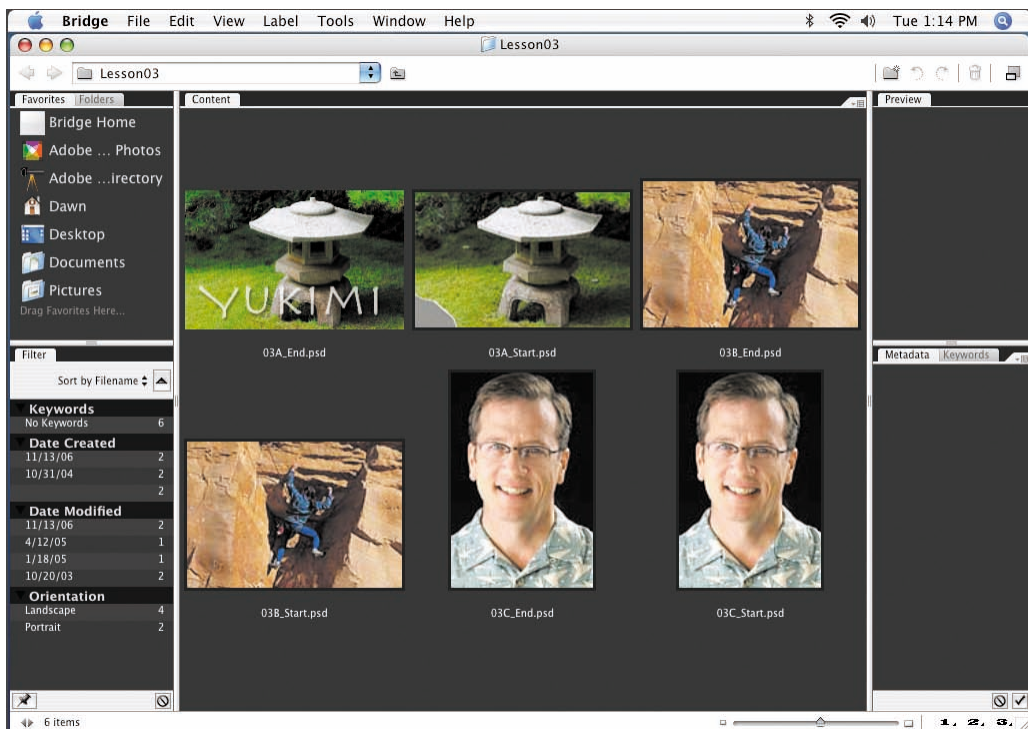 Bridge File Edit View Label Tools Window Help Tue 1:14 PM
Lesson03
Lesson03
Favorites Folders
Bridge Home
Adobe ... Photos
Adobe ...irectory
Dawn
Desktop
Documents
Pictures
Drag Favorites Here...
Filter
Sort by Filename
Keywords
No Keywords 6
Date Created
11/13/06 2
10/31/04 2
2
Date Modified
11/13/06 2
4/12/05 1
1/18/05 1
10/20/03 2
Orientation
Landscape 4
Portrait 2
6 items
Content
YUKIMI
03A_End.psd 03A_Start.psd 03B_End.psd
03B_Start.psd 03C_End.psd 03C_Start.psd
Preview
Metadata Keywords
1. 2. 3.